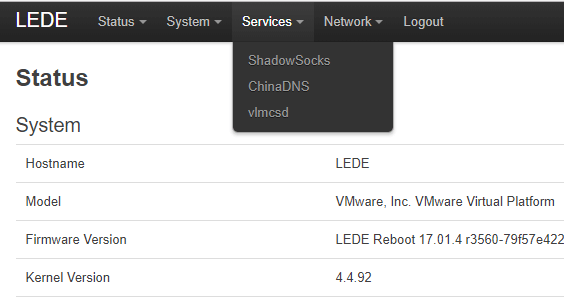 LEDE Status System Services Network Logout
ShadowSocks
ChinaDNS
vlmcsd
Status
System
Hostname LEDE
Model VMware, Inc. VMware Virtual Platform
Firmware Version LEDE Reboot 17.01.4 r3560-79f57e422
Kernel Version 4.4.92